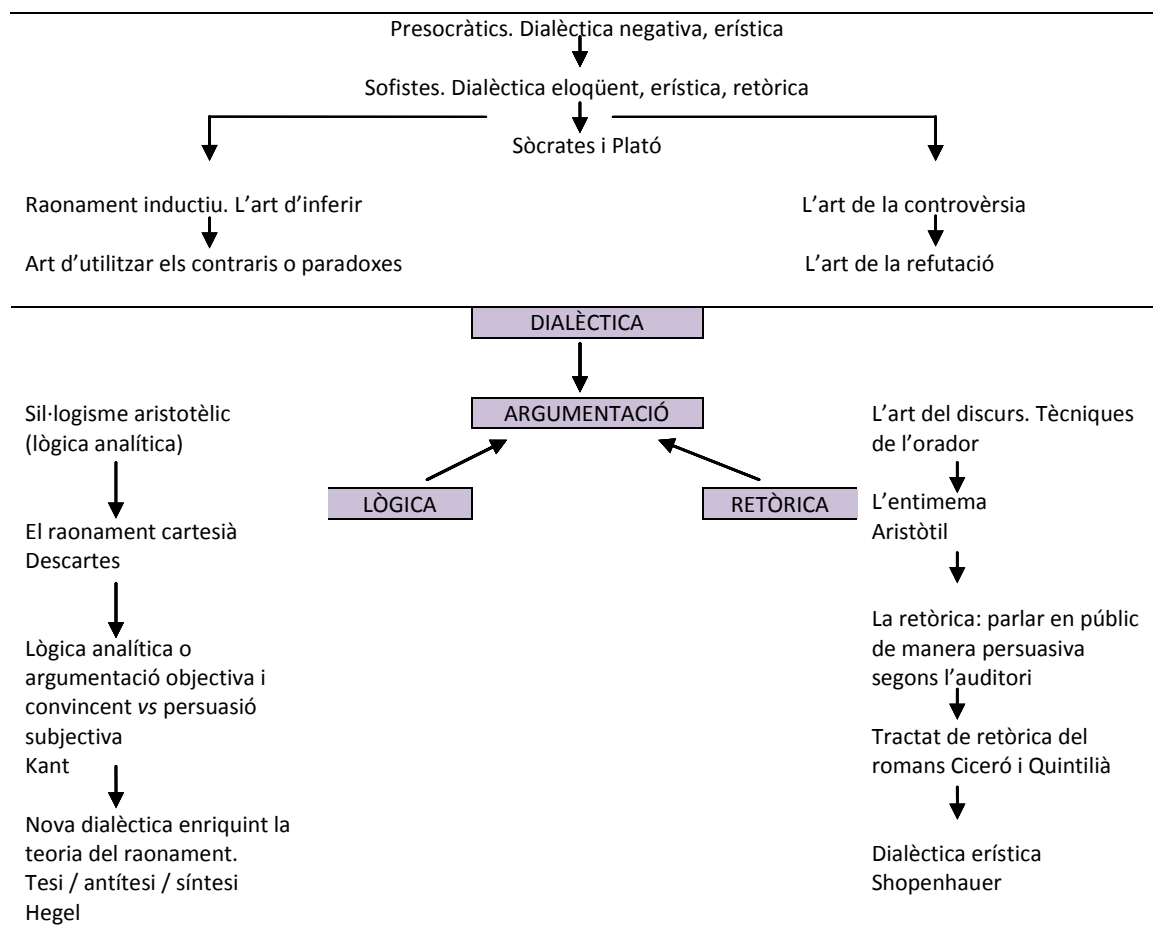 Presocràtics. Dialèctica negativa, erística
Sofistes. Dialèctica eloqüent, erística, retòrica
Sòcrates i Plató
Raonament inductiu. L’art d’inferir
L’art de la controvèrsia
Art d’utilitzar els contraris o paradoxes
L’art de la refutació
DIALÈCTICA
ARGUMENTACIÓ
LÒGICA
RETÒRICA
Sil·logisme aristotèlic
(lògica analítica)
El raonament cartesià
Descartes
Lògica analítica o
argumentació objectiva i
convincent vs persuasió
subjectiva
Kant
Nova dialèctica enriquint la
teoria del raonament.
Tesi / antítesi / síntesi
Hegel
L’art del discurs. Tècniques
de l’orador
L’entimema
Aristòtil
La retòrica: parlar en públic
de manera persuasiva
segons l’auditori
Tractat de retòrica del
romans Ciceró i Quintilià
Dialèctica erística
Shopenhauer